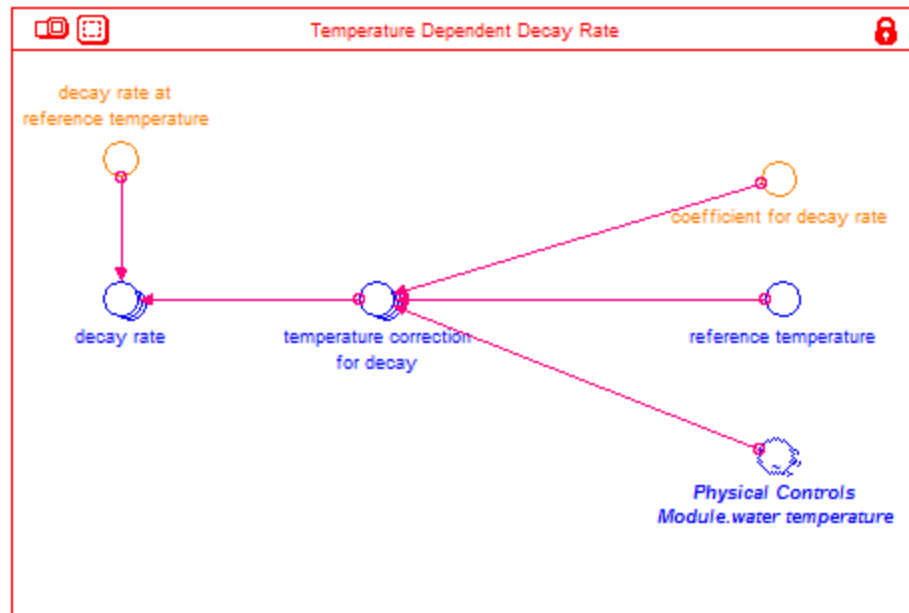 Temperature Dependent Decay Rate
decay rate at
reference temperature
coefficient for decay rate
decay rate
temperature correction
for decay
reference temperature
Physical Controls
Module.water temperature